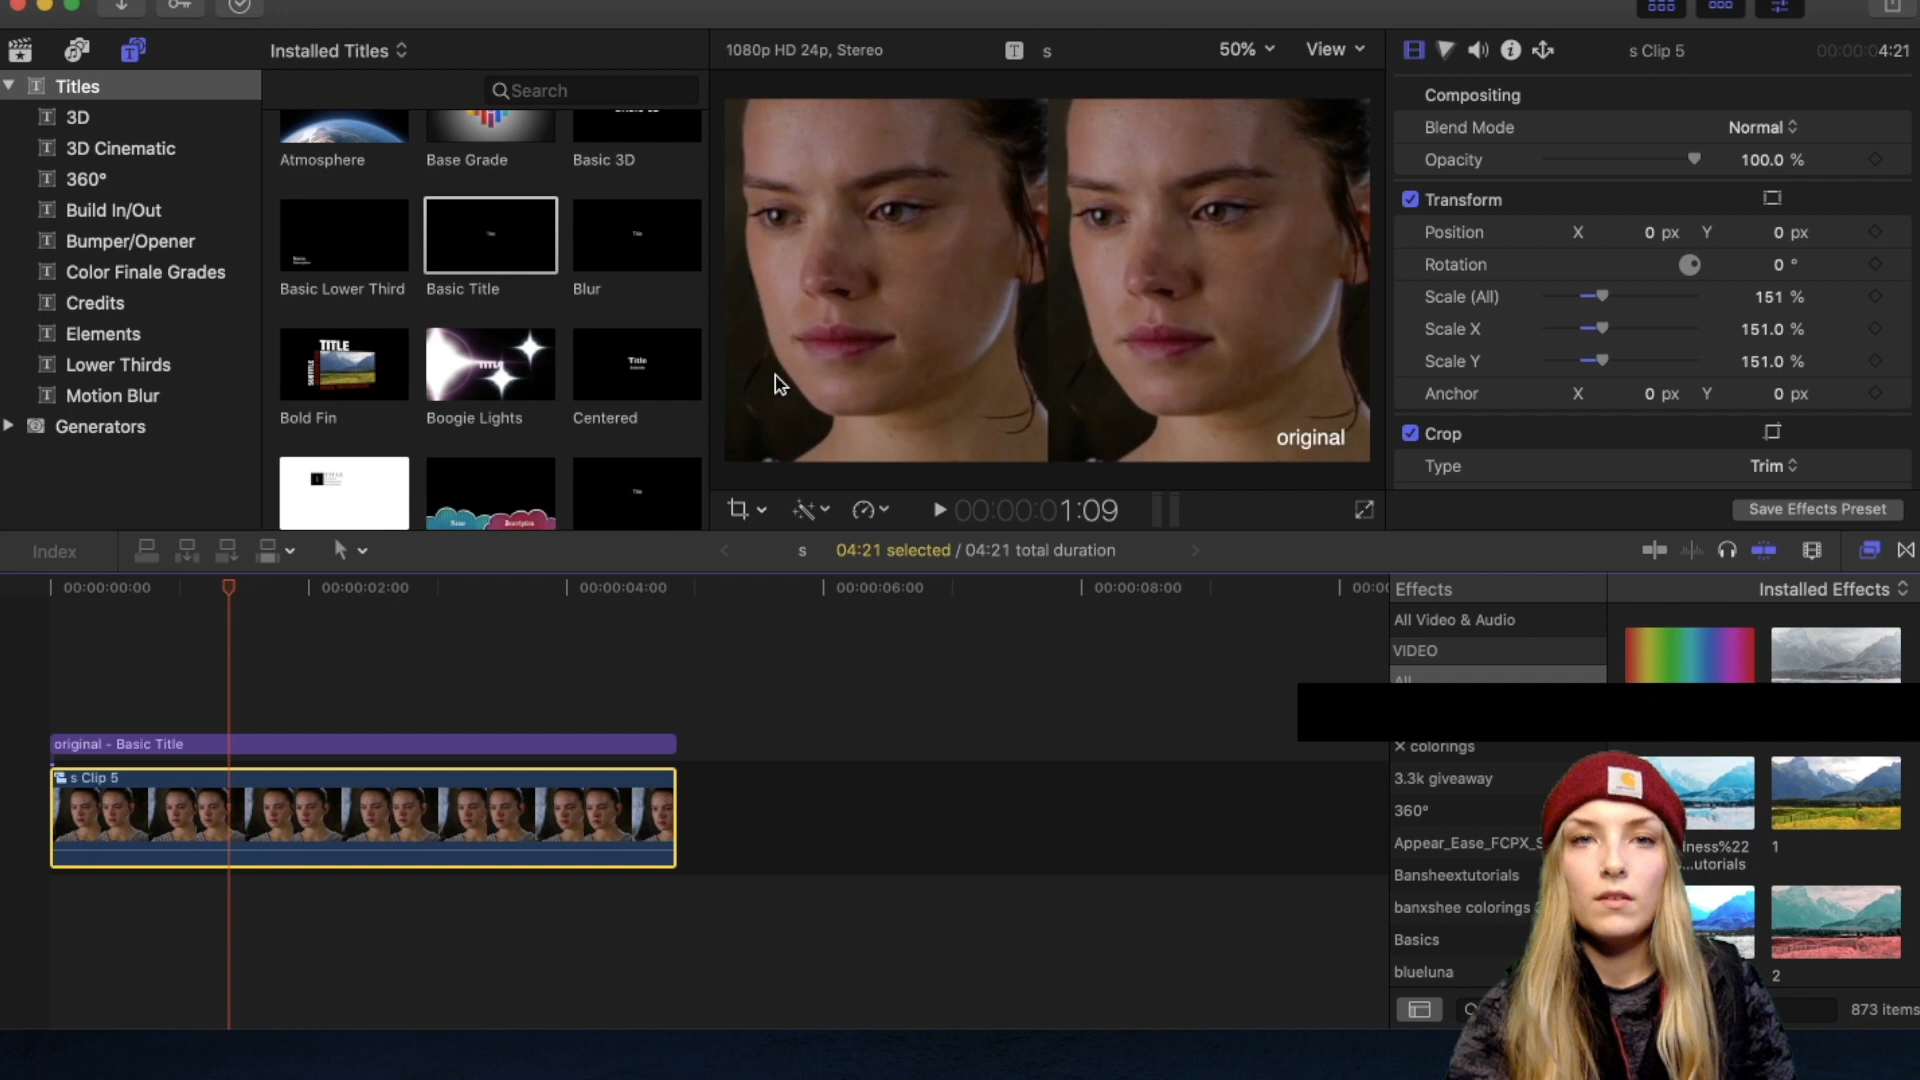 Installed Titles
1080p HD 24p, Stereo
s
50%
View
s Clip 5
00:00:04:21
Titles
Search
Compositing
3D
Blend Mode
Normal
3D Cinematic
Atmosphere
Base Grade
Basic 3D
Opacity
100.0 %
360°
Transform
Build In/Out
Position
X
0 px
Y
0 px
Bumper/Opener
Rotation
0 °
Color Finale Grades
Basic Lower Third
Basic Title
Blur
Scale (All)
151 %
Credits
Scale X
151.0 %
Elements
Scale Y
151.0 %
Lower Thirds
TITLE
Title
Anchor
X
0 px
Y
0 px
Motion Blur
Bold Fin
Boogie Lights
Centered
original
Crop
Generators
Type
Trim
00:00:01:09
Save Effects Preset
Index
s
04:21 selected / 04:21 total duration
00:00:00:00
00:00:02:00
00:00:04:00
00:00:06:00
00:00:08:00
Effects
Installed Effects
All Video & Audio
VIDEO
original - Basic Title
X colorings
s Clip 5
3.3k giveaway
360°
Appear_Ease_FCPX_S
1
Bansheextutorials
banxshee colorings
Basics
blueluna
2
873 items